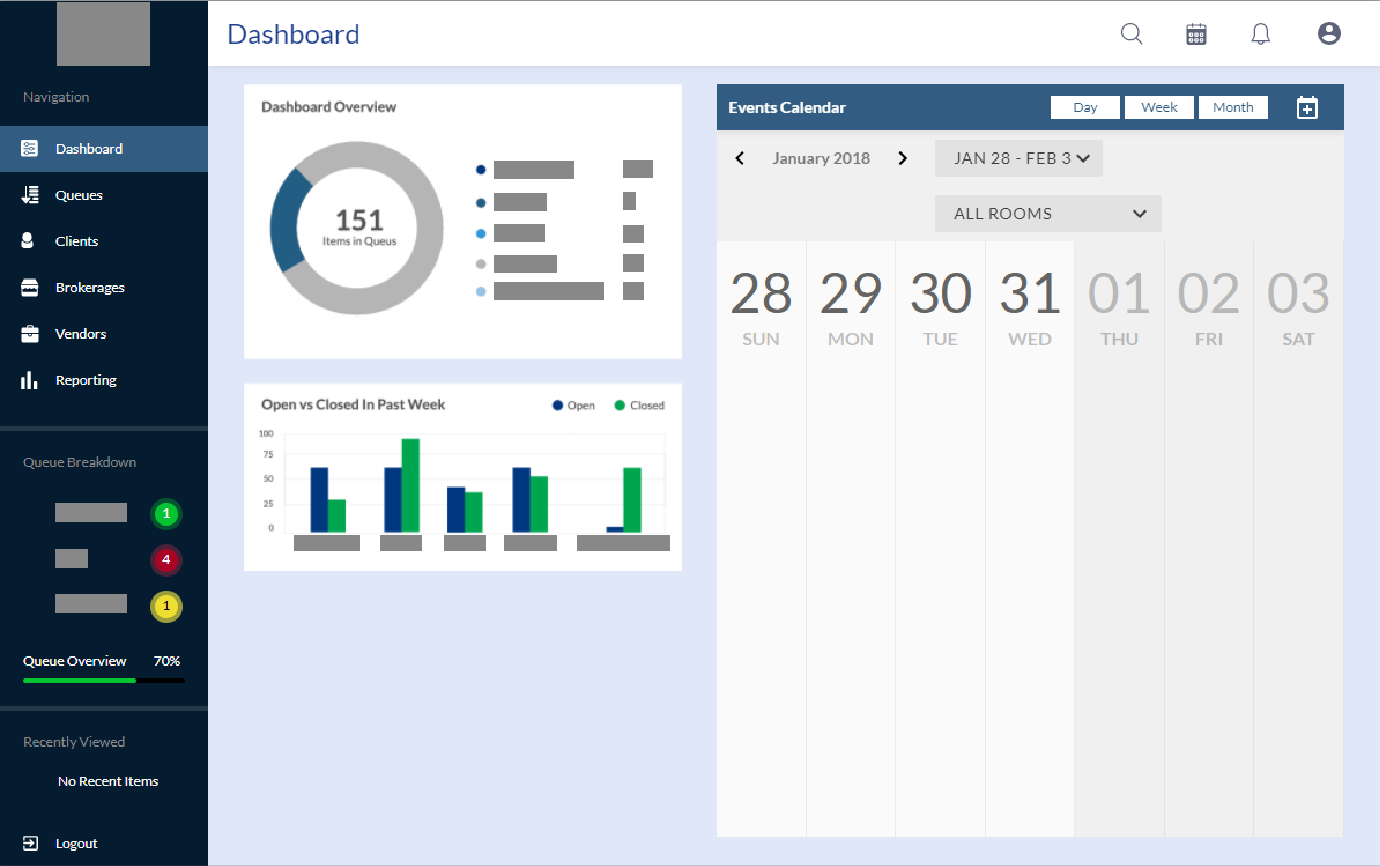 Dashboard
Navigation
Dashboard
Queues
Clients
Brokerages
Vendors
Reporting
Queue Breakdown
1
4
1
Queue Overview 70%
Recently Viewed
No Recent Items
Logout
Dashboard Overview
151
Items in Queus
Open vs Closed In Past Week
Open
Closed
100
75
50
25
0
Events Calendar
Day
Week
Month
January 2018
JAN 28 - FEB 3
ALL ROOMS
28 29 30 31 01 02 03
SUN MON TUE WED THU FRI SAT